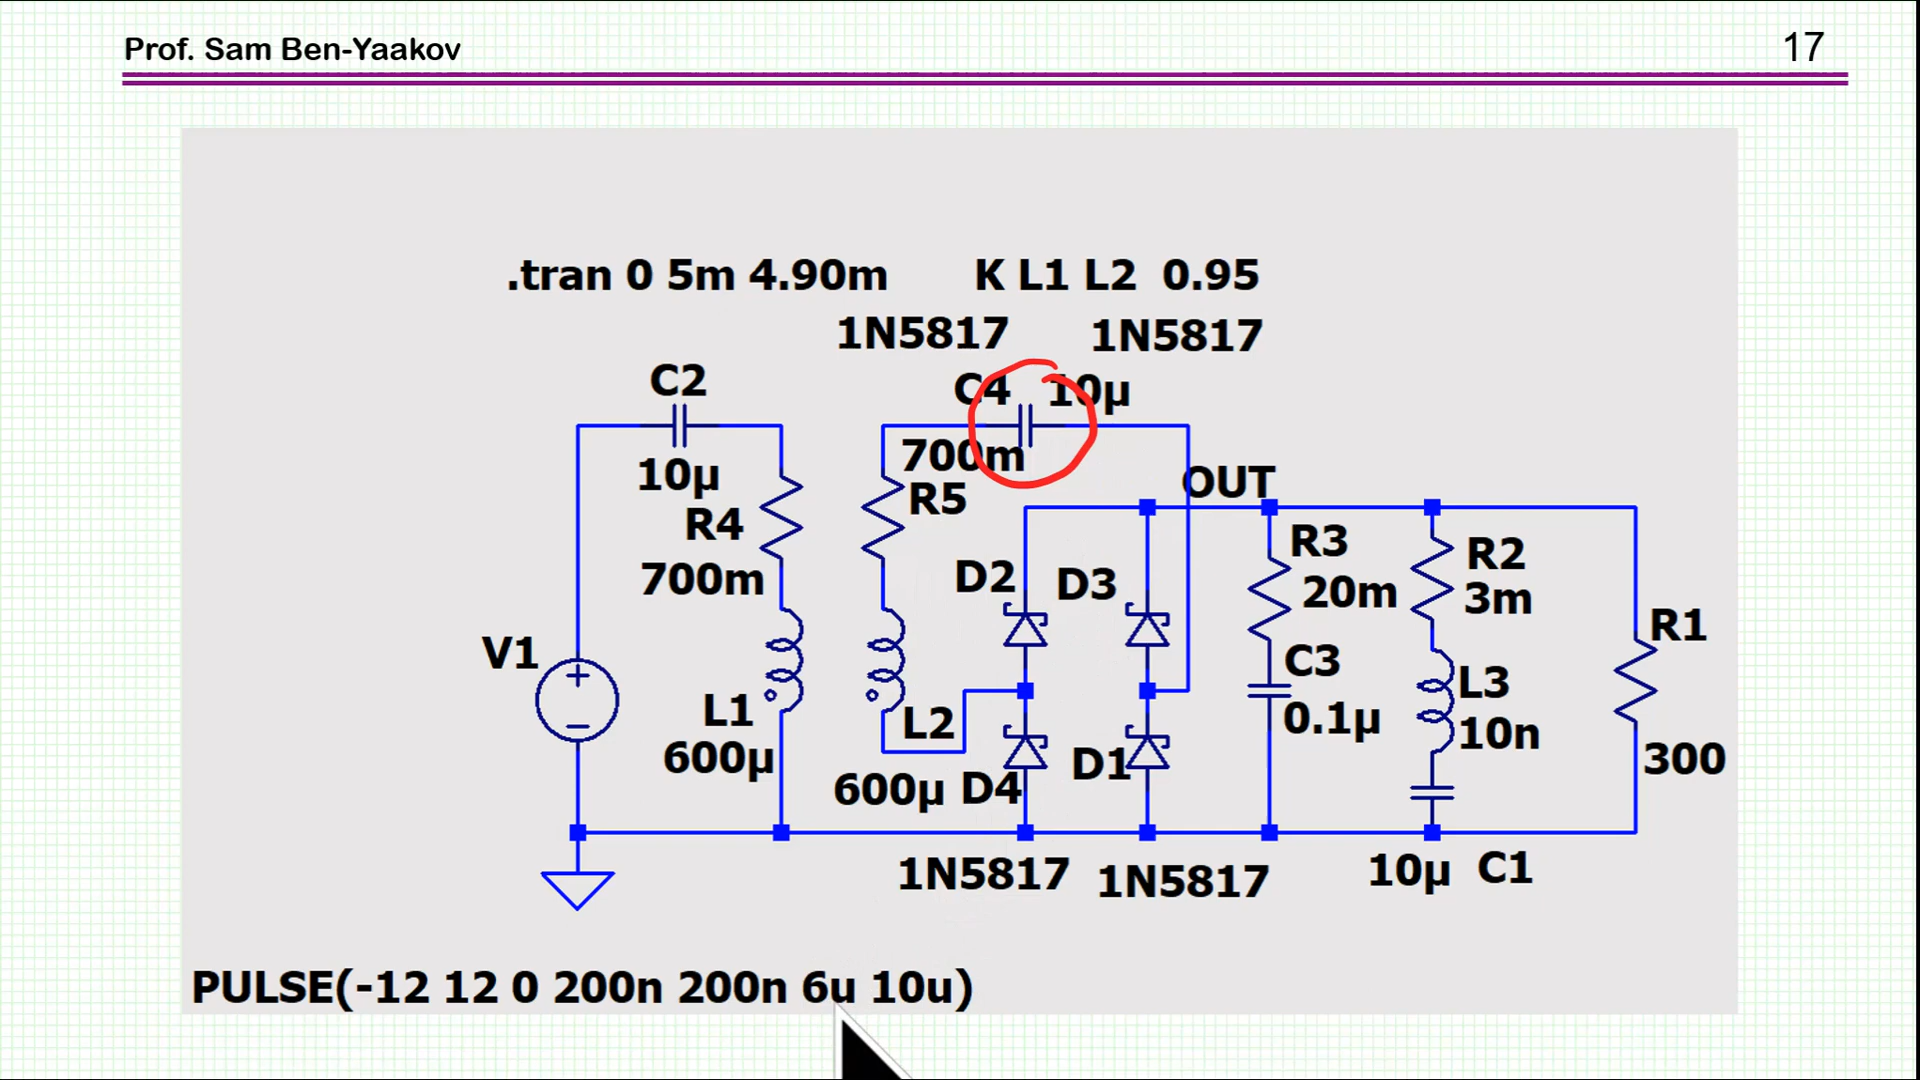 Prof. Sam Ben-Yaakov 17
.tran 0 5m 4.90m K L1 L2 0.95
1N5817 1N5817
C2 C4 10µ
10µ 700m
R4 R5 OUT
700m D2 D3 R3 R2
20m 3m
V1 C3 R1
L1 L2 0.1µ L3
600µ 10n
600µ D4 D1 300
1N5817 1N5817 10µ C1
PULSE(-12 12 0 200n 200n 6u 10u)